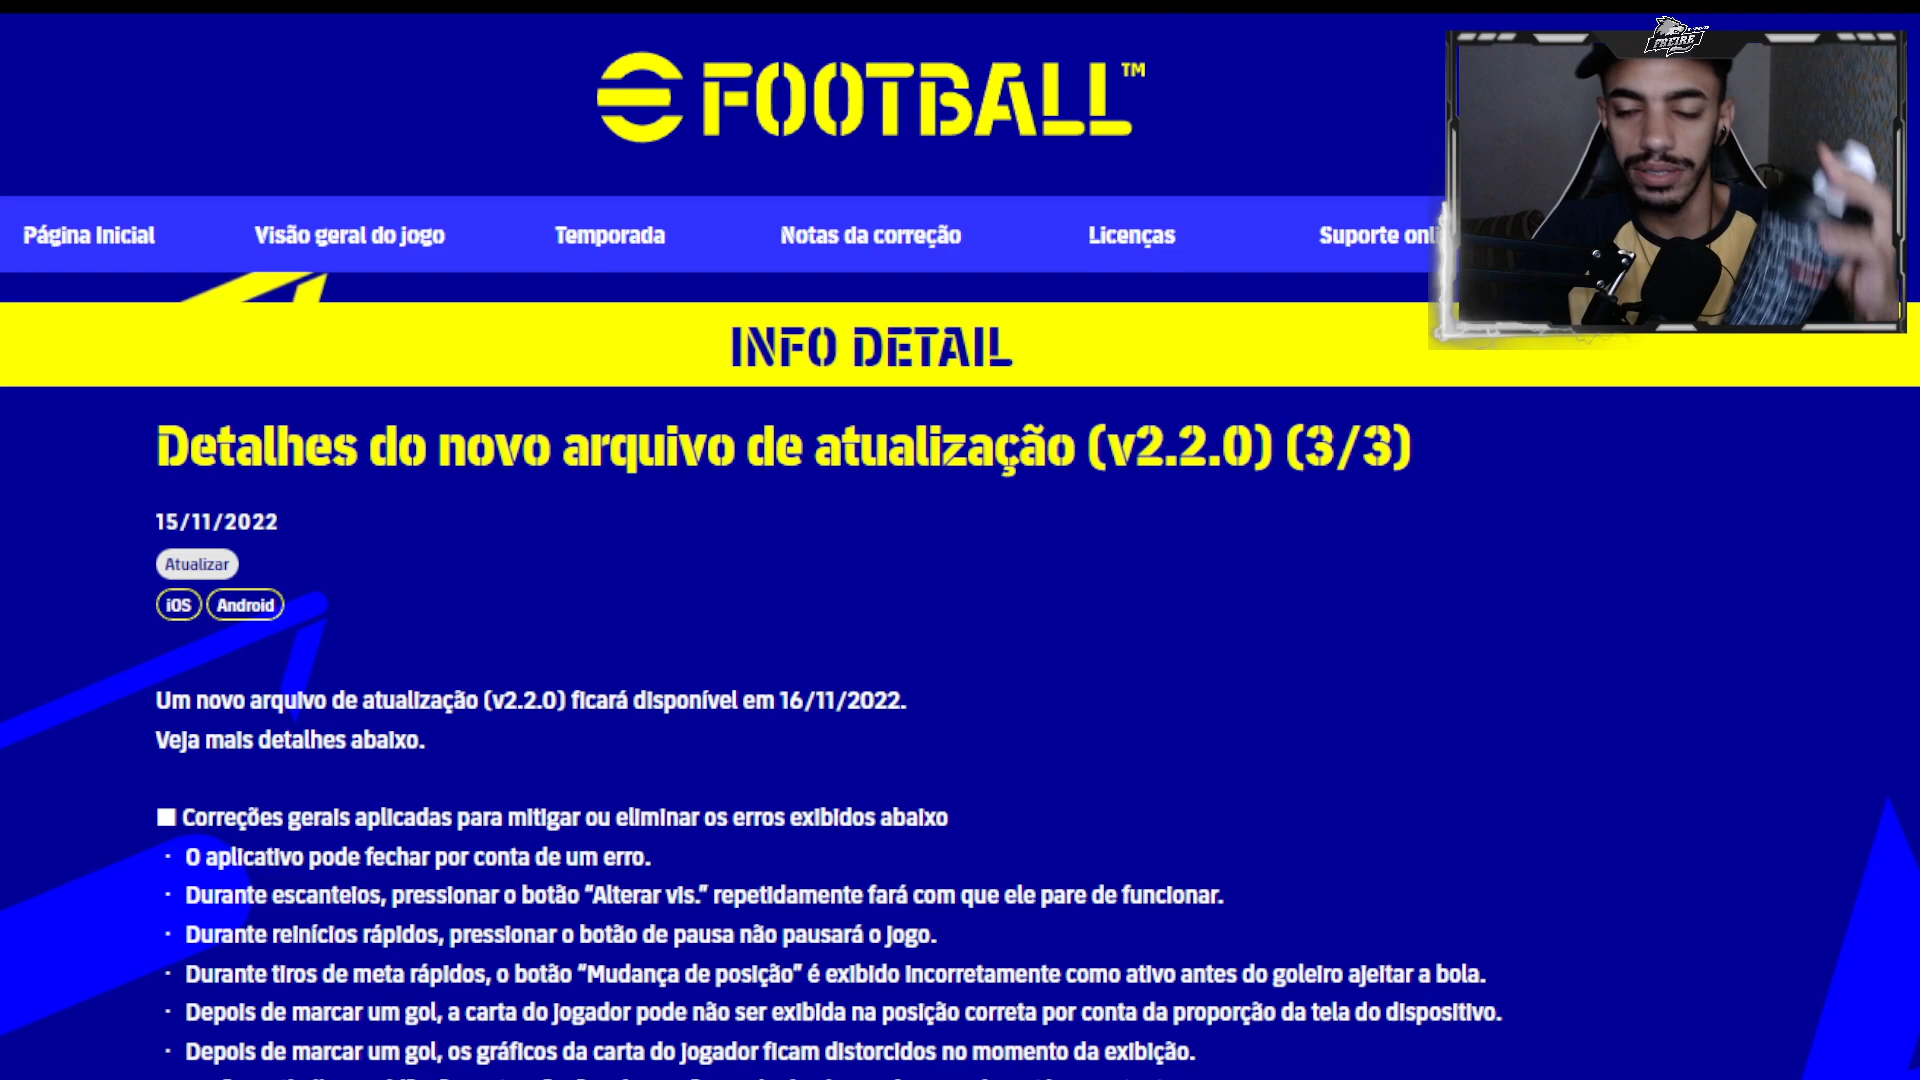 FOOTBALL™
FREIRE
Página Inicial Visão geral do jogo Temporada Notas da correção Licenças Suporte onli
INFO DETAIL
Detalhes do novo arquivo de atualização (v2.2.0) (3/3)
15/11/2022
Atualizar
iOS Android
Um novo arquivo de atualização (v2.2.0) ficará disponível em 16/11/2022.
Veja mais detalhes abaixo.
■ Correções gerais aplicadas para mitigar ou eliminar os erros exibidos abaixo
· O aplicativo pode fechar por conta de um erro.
· Durante escanteios, pressionar o botão “Alterar vis.” repetidamente fará com que ele pare de funcionar.
· Durante reinícios rápidos, pressionar o botão de pausa não pausará o jogo.
· Durante tiros de meta rápidos, o botão “Mudança de posição” é exibido incorretamente como ativo antes do goleiro ajeitar a bola.
· Depois de marcar um gol, a carta do jogador pode não ser exibida na posição correta por conta da proporção da tela do dispositivo.
· Depois de marcar um gol, os gráficos da carta do jogador ficam distorcidos no momento da exibição.